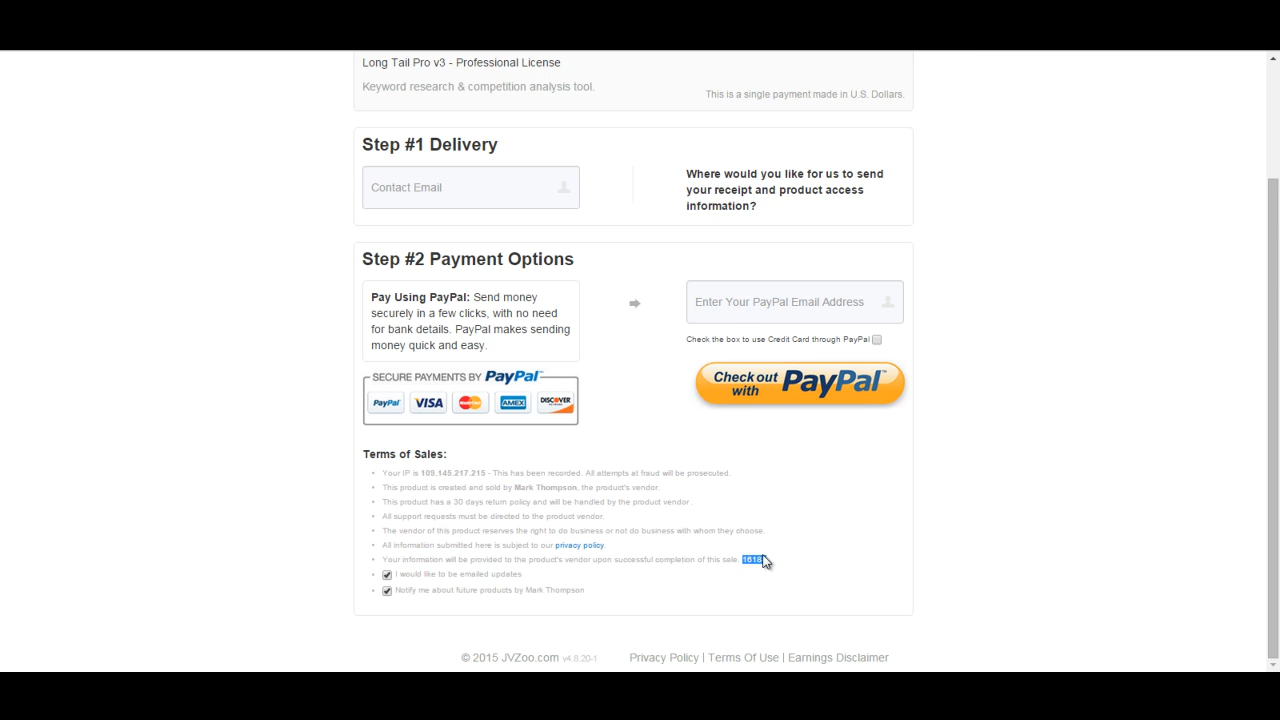 Long Tail Pro v3 - Professional License
Keyword research & competition analysis tool.
This is a single payment made in U.S. Dollars.
Step #1 Delivery
Contact Email
Where would you like for us to send
your receipt and product access
information?
Step #2 Payment Options
Pay Using PayPal: Send money
securely in a few clicks, with no need
for bank details. PayPal makes sending
money quick and easy.
Enter Your PayPal Email Address
Check the box to use Credit Card through PayPal
SECURE PAYMENTS BY PayPal™
PayPal VISA MasterCard AMEX DISCOVER
Check out with PayPal™
Terms of Sales:
Your IP is 109.145.217.215 - This has been recorded. All attempts at fraud will be prosecuted.
This product is created and sold by Mark Thompson, the product's vendor.
This product has a 30 days return policy and will be handled by the product vendor .
All support requests must be directed to the product vendor.
The vendor of this product reserves the right to do business or not do business with whom they choose.
All information submitted here is subject to our privacy policy.
Your information will be provided to the product's vendor upon successful completion of this sale.
I would like to be emailed updates
Notify me about future products by Mark Thompson
© 2015 JVZoo.com v4.8.20-1
Privacy Policy | Terms Of Use | Earnings Disclaimer